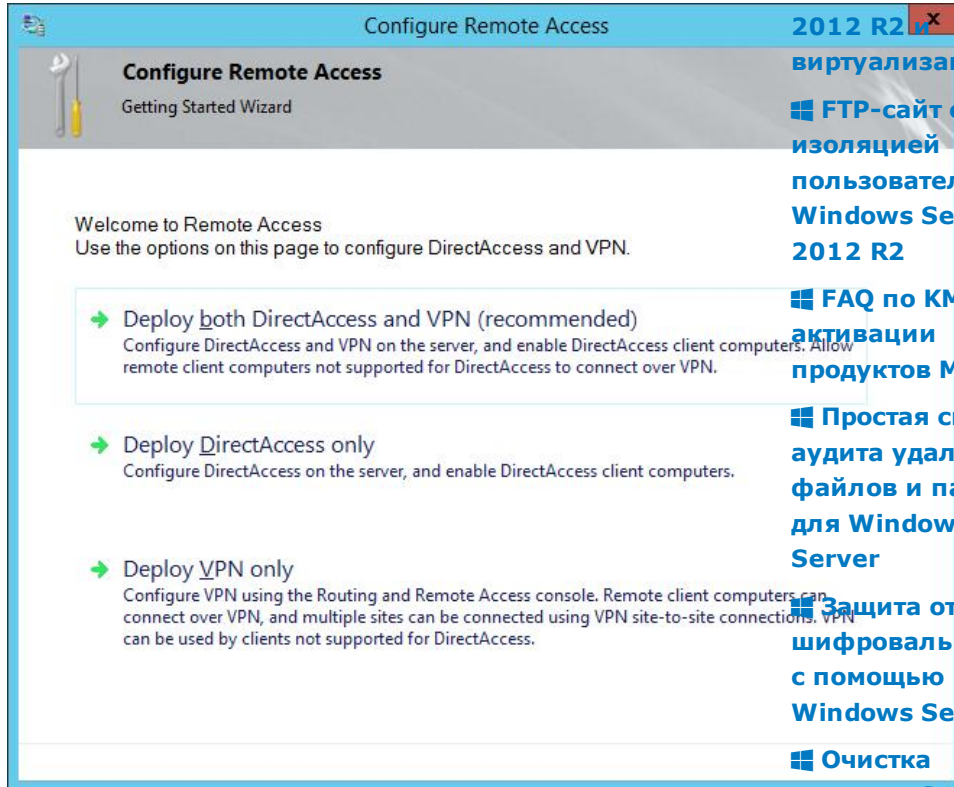 Configure Remote Access
Configure Remote Access
Getting Started Wizard
Welcome to Remote Access
Use the options on this page to configure DirectAccess and VPN.
Deploy both DirectAccess and VPN (recommended)
Configure DirectAccess and VPN on the server, and enable DirectAccess client computers. Allow
remote client computers not supported for DirectAccess to connect over VPN.
Deploy DirectAccess only
Configure DirectAccess on the server, and enable DirectAccess client computers.
Deploy VPN only
Configure VPN using the Routing and Remote Access console. Remote client computers can
connect over VPN, and multiple sites can be connected using VPN site-to-site connections. VPN
can be used by clients not supported for DirectAccess.
2012 R2 и
FTP-сайт
изоляцией
Windows
2012 R2
FAQ по
активации
продуктов
Простая
аудита
файлов и
для
Server
Защита от
с помощью
Windows
Очистка